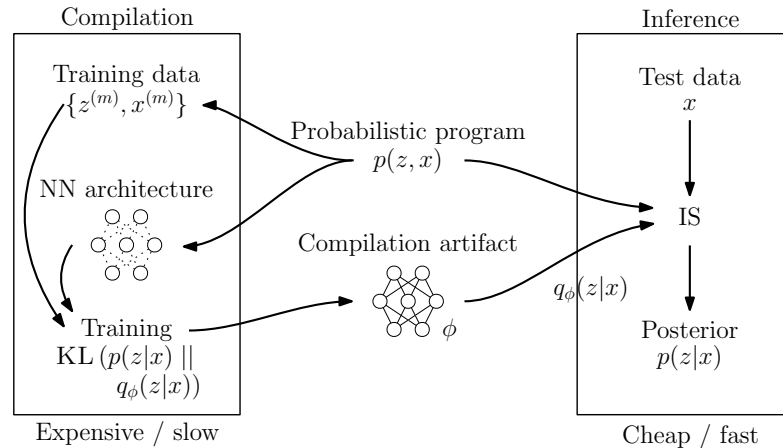 Compilation
Training data
{z^(m), x^(m)}
NN architecture
Training
KL (p(z|x) ||
q_ϕ(z|x))
Expensive / slow
Probabilistic program
p(z, x)
Compilation artifact
ϕ
q_ϕ(z|x)
Inference
Test data
x
IS
Posterior
p(z|x)
Cheap / fast